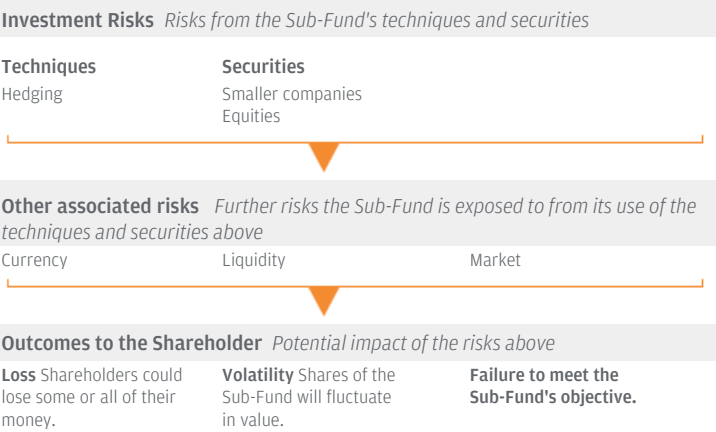 Investment Risks Risks from the Sub-Fund's techniques and securities
Techniques
Hedging
Securities
Smaller companies
Equities
Other associated risks Further risks the Sub-Fund is exposed to from its use of the
techniques and securities above
Currency
Liquidity
Market
Outcomes to the Shareholder Potential impact of the risks above
Loss Shareholders could
lose some or all of their
money.
Volatility Shares of the
Sub-Fund will fluctuate
in value.
Failure to meet the
Sub-Fund's objective.